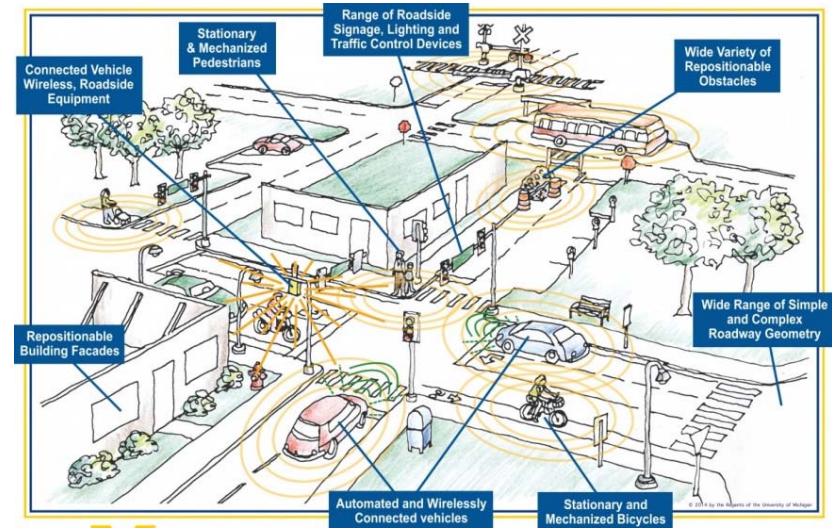 Stationary
& Mechanized
Pedestrians
Range of Roadside
Signage, Lighting and
Traffic Control Devices
Wide Variety of
Repositionable
Obstacles
Connected Vehicle
Wireless, Roadside
Equipment
Wide Range of Simple
and Complex
Roadway Geometry
Repositionable
Building Facades
Automated and Wirelessly
Connected vehicles
Stationary and
Mechanized Bicycles
© 2014 by the Regents of the University of Michigan